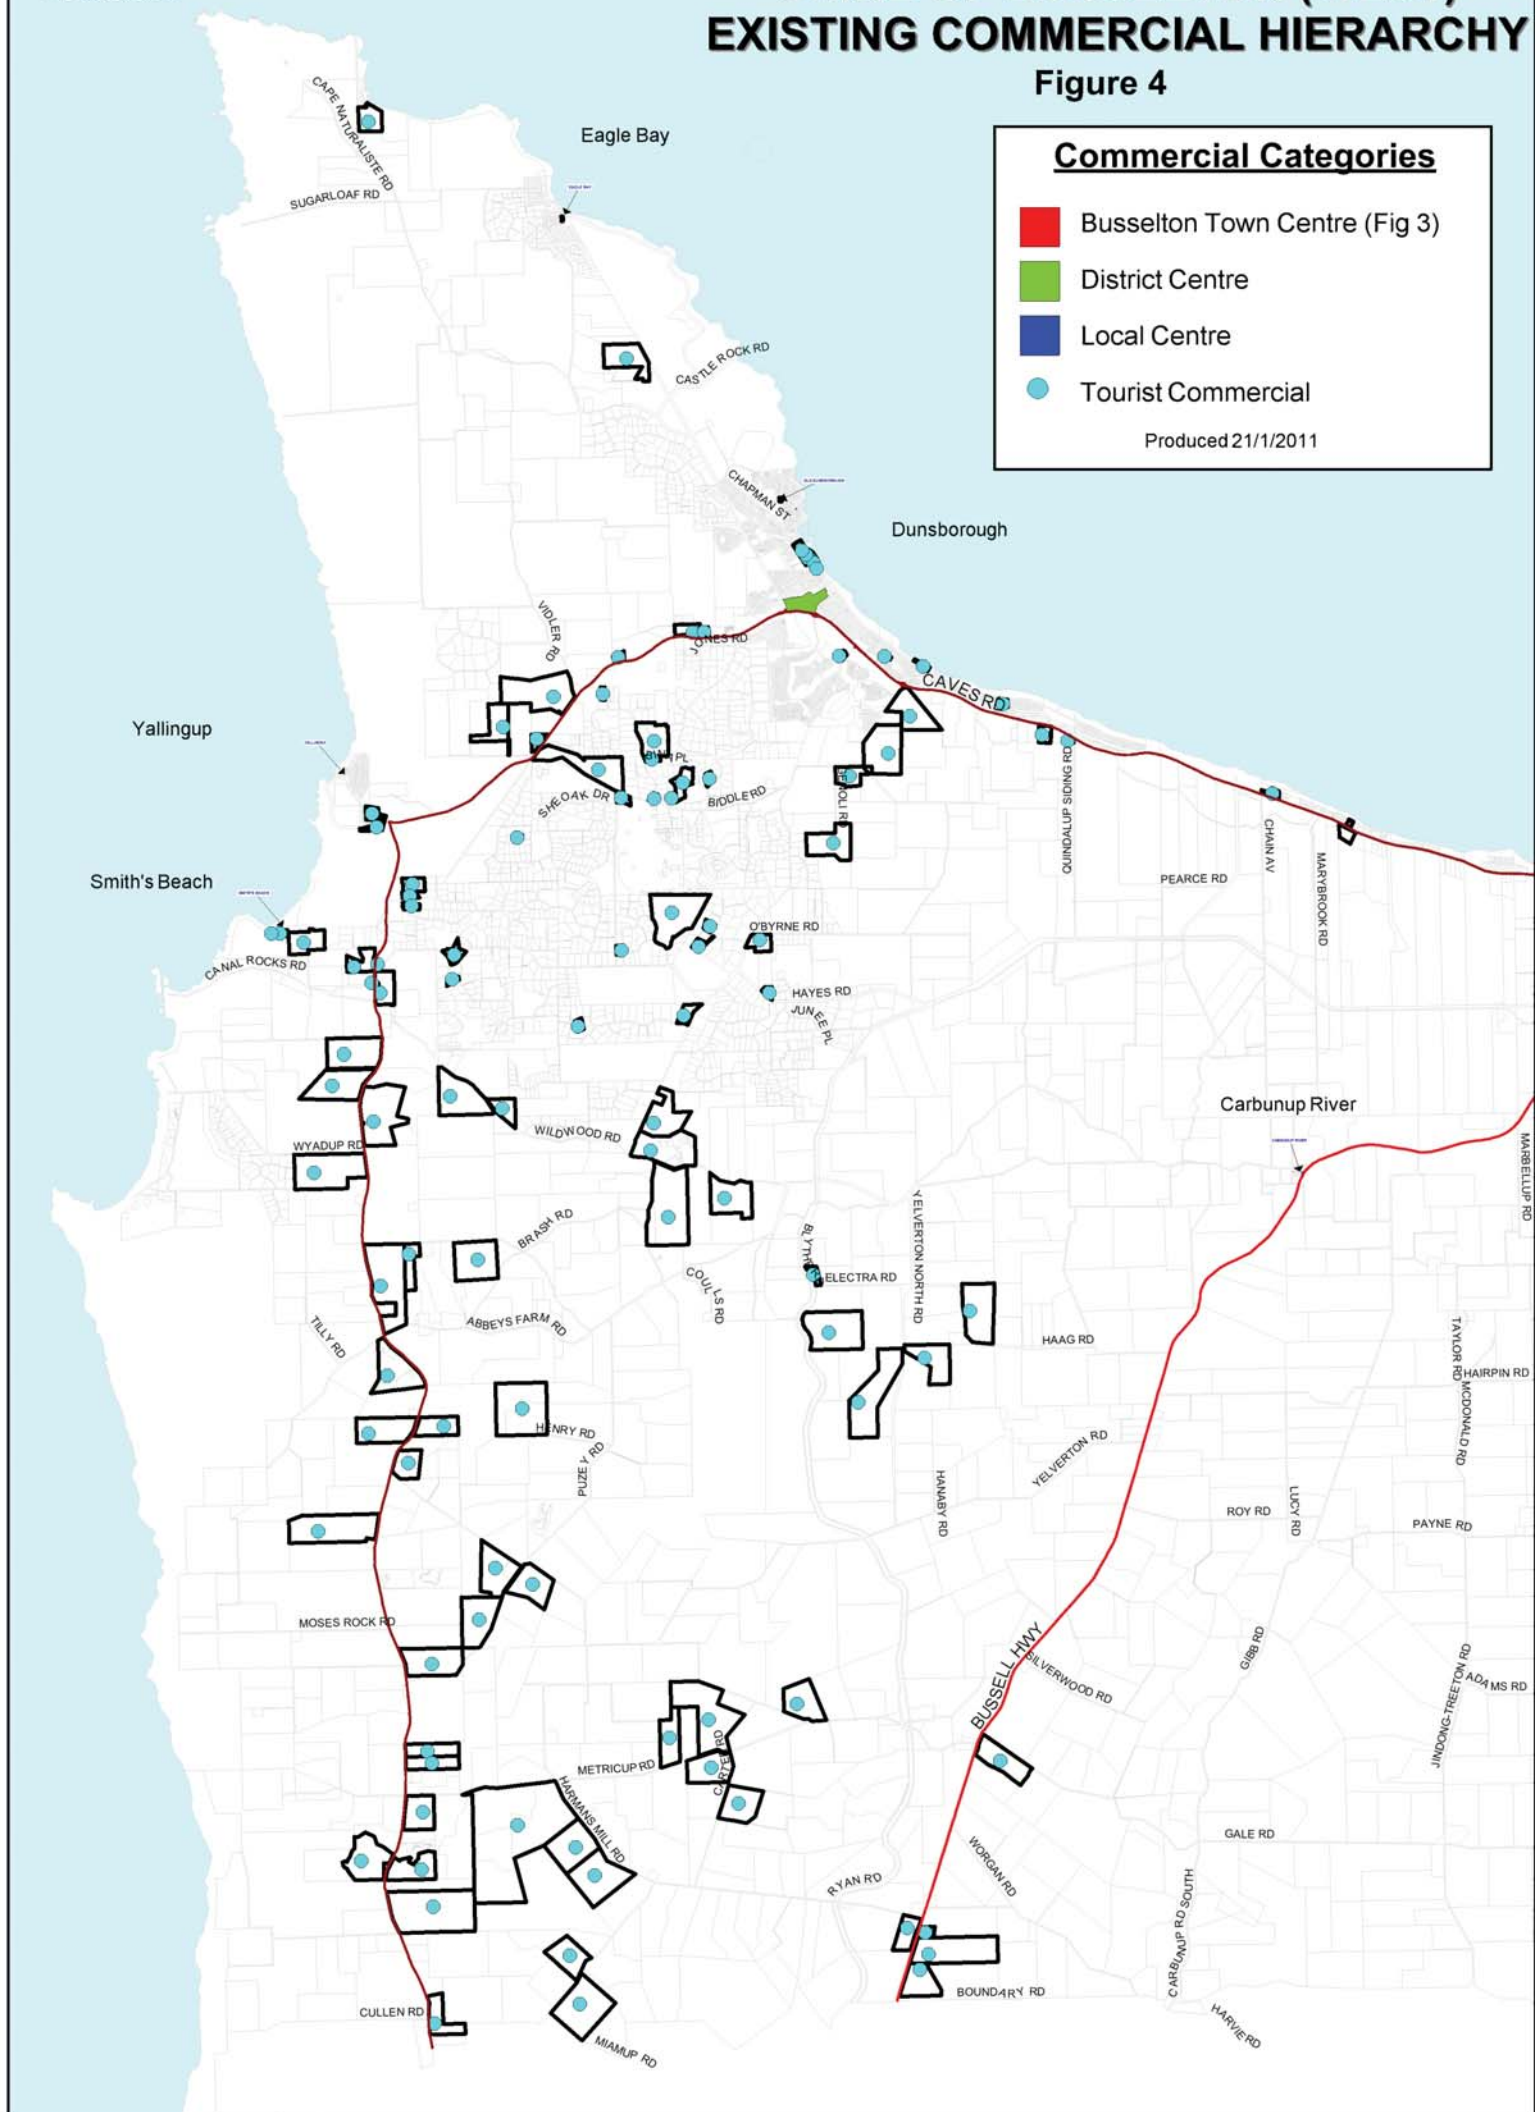 EXISTING COMMERCIAL HIERARCHY
Figure 4
Commercial Categories
Busselton Town Centre (Fig 3)
District Centre
Local Centre
Tourist Commercial
Produced 21/1/2011
CAPE NATURALISTE RD
Eagle Bay
SUGARLOAF RD
CASTLE ROCK RD
CHAPMAN ST
Dunsborough
VIDLER RD
JONES RD
CAVES RD
Yallingup
SHEOAK DR
BIDDLE RD
QUINDALUP SIDING RD
CHAIN AV
MARYBROOK RD
PEARCE RD
Smith's Beach
CANAL ROCKS RD
O'BYRNE RD
HAYES RD
JUNEE PL
Carbunup River
WILDWOOD RD
WYADUP RD
MARBELLUP RD
YELVERTON NORTH RD
BRASH RD
ELECTRA RD
COULLS RD
ABBEYS FARM RD
TILLY RD
HAAG RD
TAYLOR RD
HAIRPIN RD
MCDONALD RD
HENRY RD
PUZEY RD
YELVERTON RD
HANABY RD
ROY RD
LUCY RD
PAYNE RD
MOSES ROCK RD
BUSSELL HWY
SILVERWOOD RD
GIBB RD
JINDONG-TREETON RD
ADAMS RD
METRICUP RD
CARTER RD
HARMANS MILL RD
GALE RD
WORGAN RD
RYAN RD
CARBUNUP RD SOUTH
BOUNDARY RD
CULLEN RD
MIAMUP RD
HARVIE RD